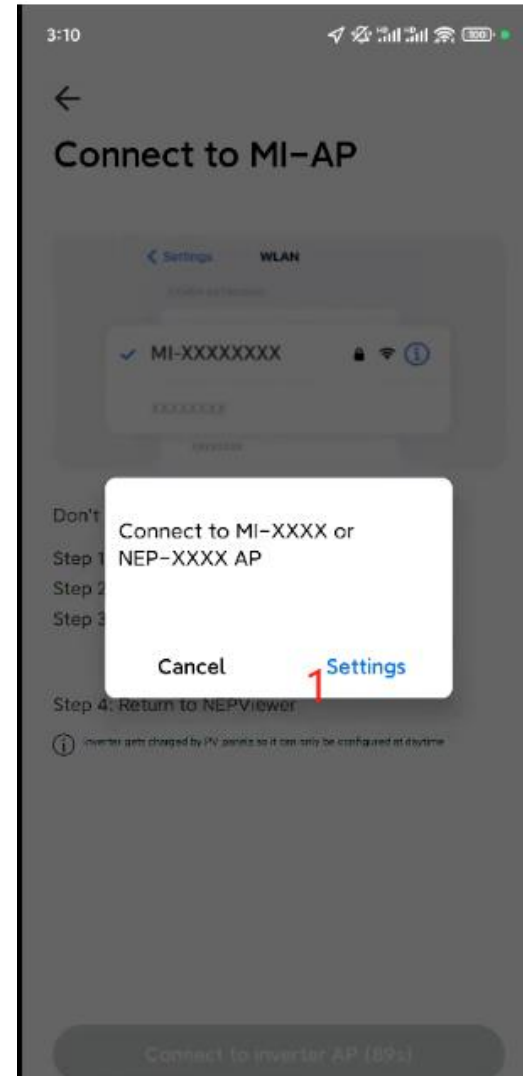 3:10
100
Connect to MI-AP
Settings
WLAN
MI-XXXXXXXX
XXXXXXXX
Don't
Connect to MI-XXXX or
Step 1
NEP-XXXX AP
Step 2
Step 3
Cancel
1
Settings
Step 4: Return to NEPViewer
Inverter gets charged by PV panels so it can only be configured at daytime
Connect to inverter AP (89s)